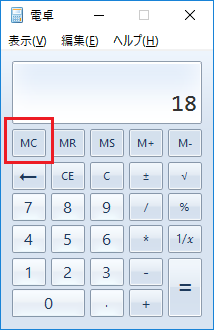 電卓
表示(V) 編集(E) ヘルプ(H)
18
MC MR MS M+ M-
← CE C ± √
7 8 9 / %
4 5 6 * 1/x
1 2 3 - =
0 . +